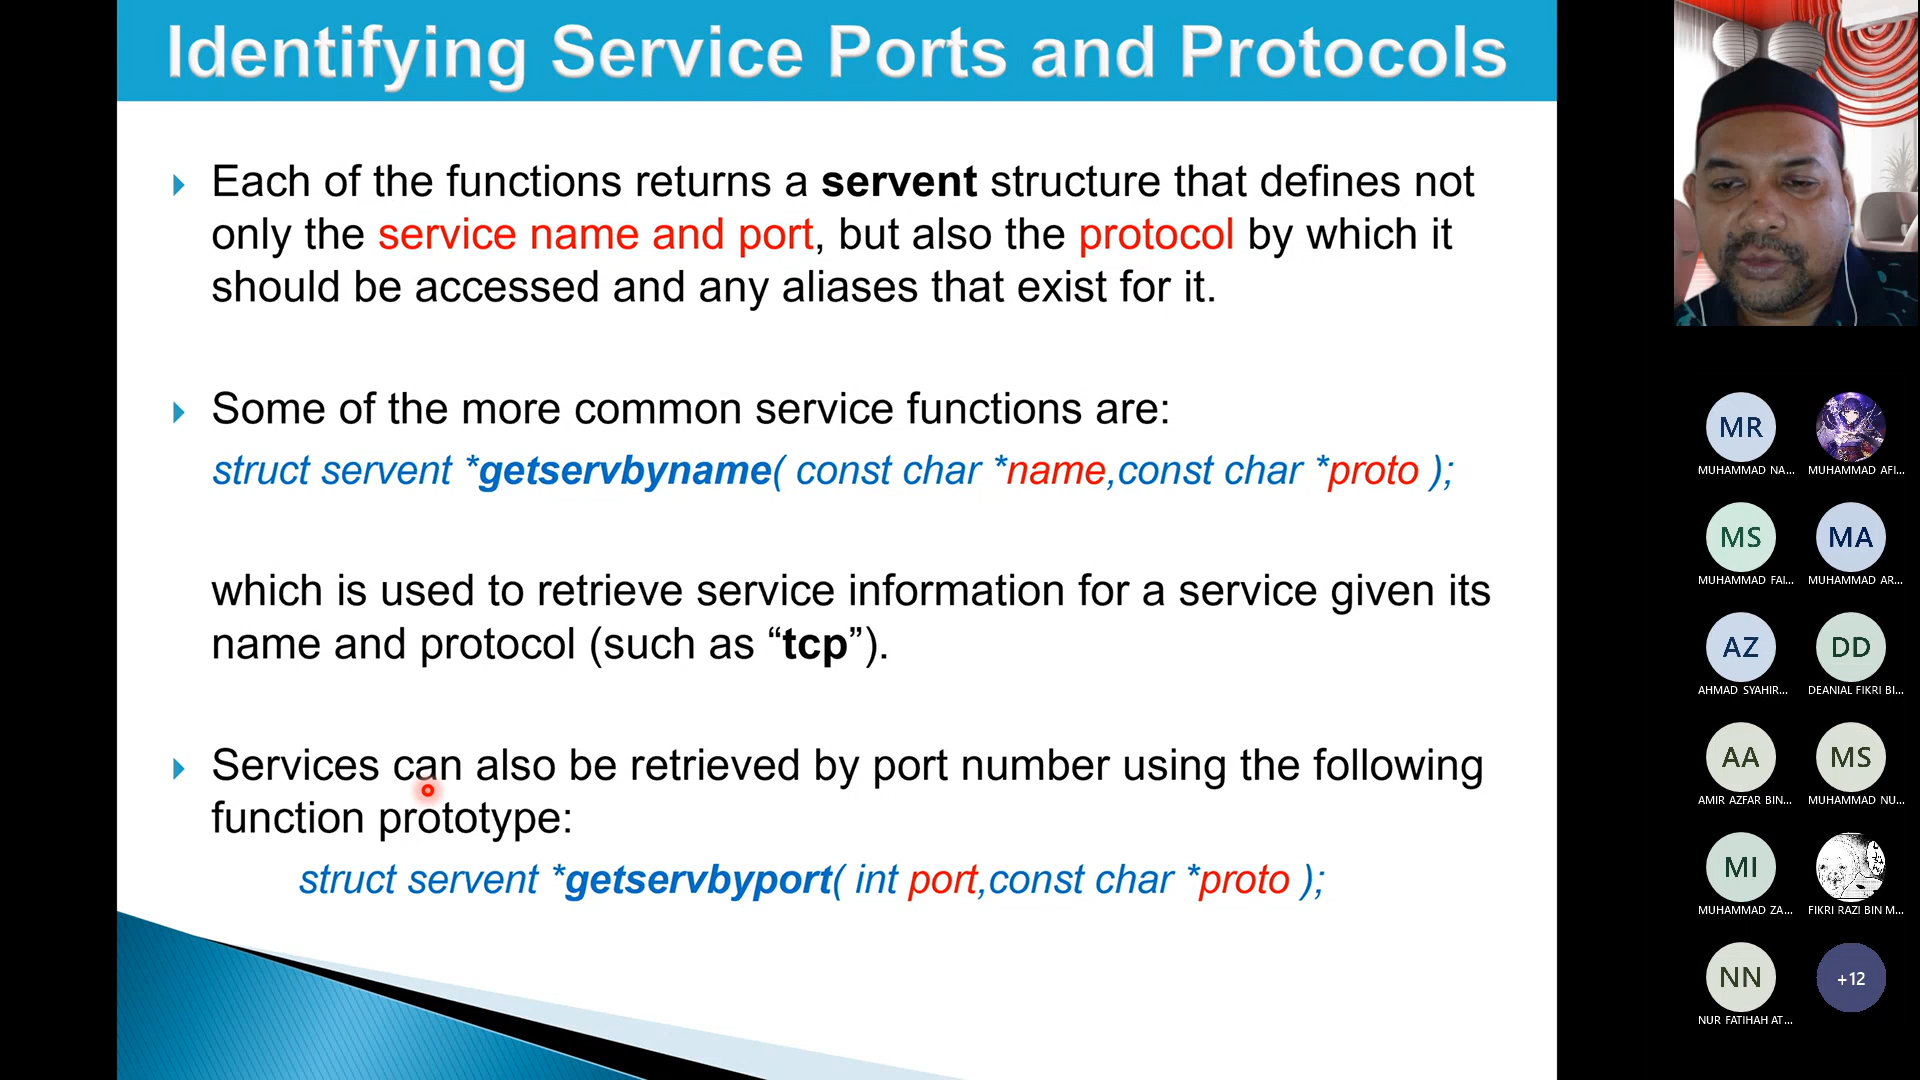 Identifying Service Ports and Protocols
Each of the functions returns a servent structure that defines not
only the service name and port, but also the protocol by which it
should be accessed and any aliases that exist for it.
Some of the more common service functions are:
struct servent *getservbyname( const char *name,const char *proto );
which is used to retrieve service information for a service given its
name and protocol (such as “tcp”).
Services can also be retrieved by port number using the following
function prototype:
struct servent *getservbyport( int port,const char *proto );
MR
MUHAMMAD NA...
MUHAMMAD AFI...
MS
MA
MUHAMMAD FAI...
MUHAMMAD AR...
AZ
DD
AHMAD SYAHIR...
DEANIAL FIKRI BI...
AA
MS
AMIR AZFAR BIN...
MUHAMMAD NU...
MI
MUHAMMAD ZA...
FIKRI RAZI BIN M...
NN
+12
NUR FATIHAH AT...